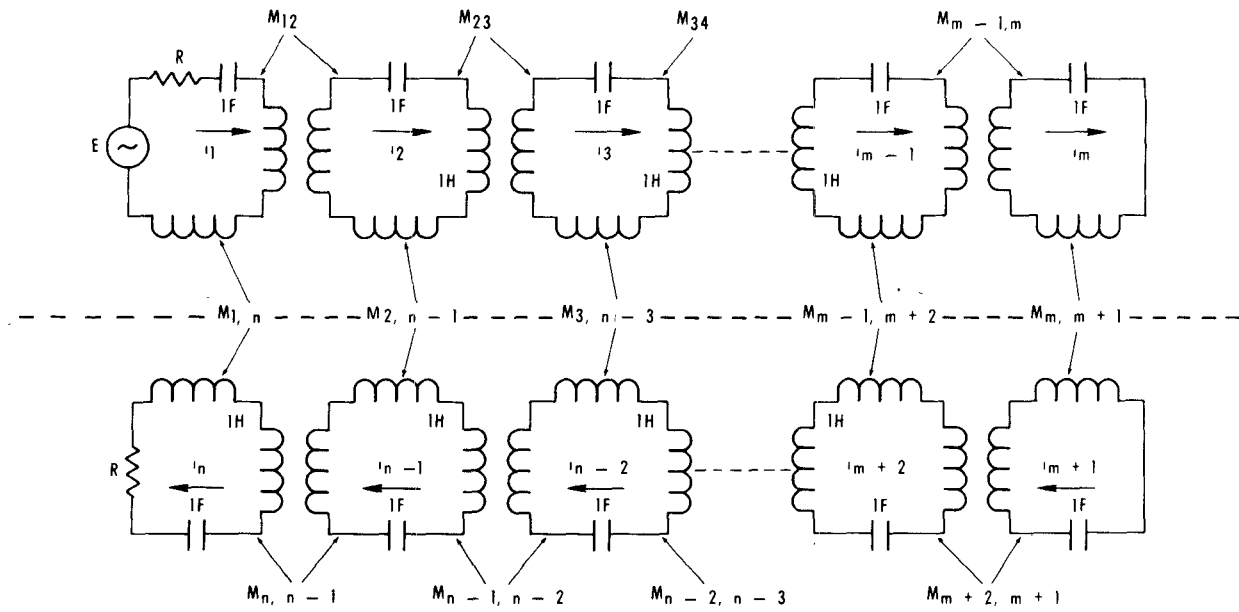 M12 M23 M34 Mm − 1,m
R
1F 1F 1F 1F 1F
E ~
i1 i2 i3 im − 1 im
1H 1H 1H
M1, n M2, n − 1 M3, n − 3 Mm − 1, m + 2 Mm, m + 1
1H 1H 1H 1H
R
in in −1 in − 2 im + 2 im + 1
1F 1F 1F 1F 1F
Mn, n − 1 Mn − 1, n − 2 Mn − 2, n − 3 Mm + 2, m + 1